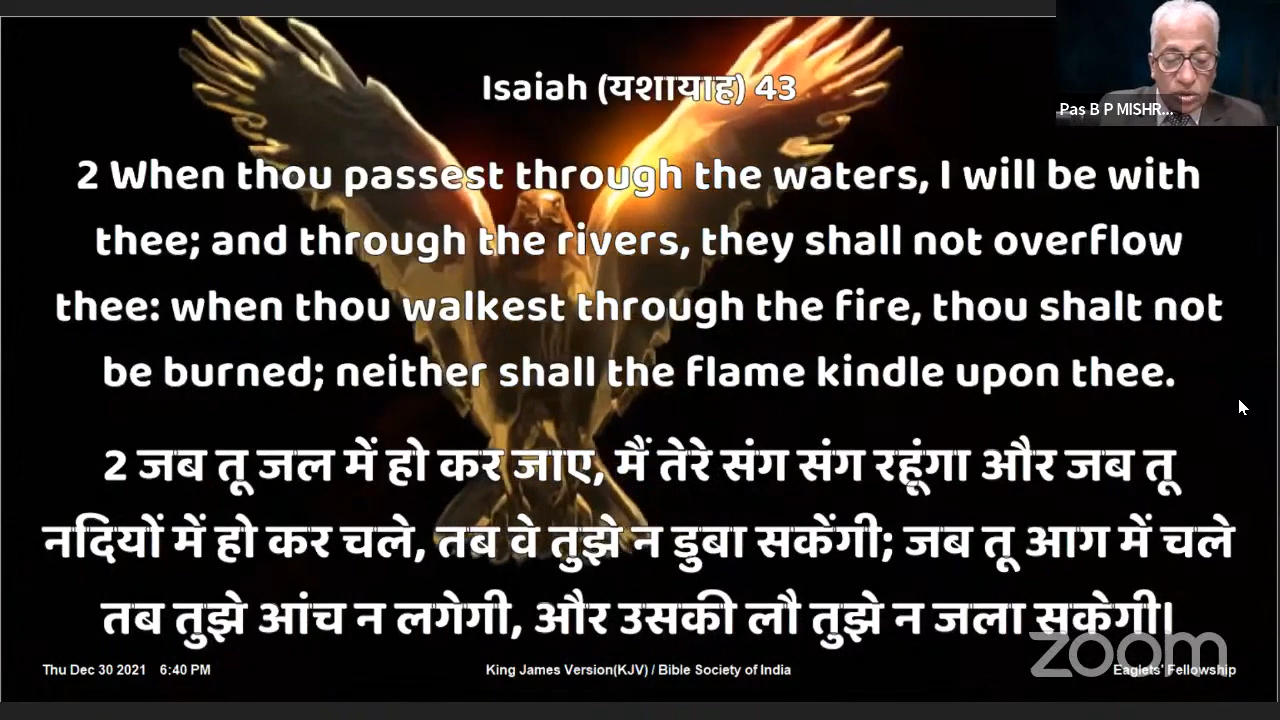 Pas B P MISHR...
Isaiah (यशायाह) 43
2 When thou passest through the waters, I will be with
thee; and through the rivers, they shall not overflow
thee: when thou walkest through the fire, thou shalt not
be burned; neither shall the flame kindle upon thee.
2 जब तू जल में हो कर जाए, मैं तेरे संग संग रहूंगा और जब तू
नदियों में हो कर चले, तब वे तुझे न डुबा सकेंगी; जब तू आग में चले
तब तुझे आंच न लगेगी, और उसकी लौ तुझे न जला सकेगी।
zoom
Thu Dec 30 2021 6:40 PM King James Version(KJV) / Bible Society of India Eaglets' Fellowship